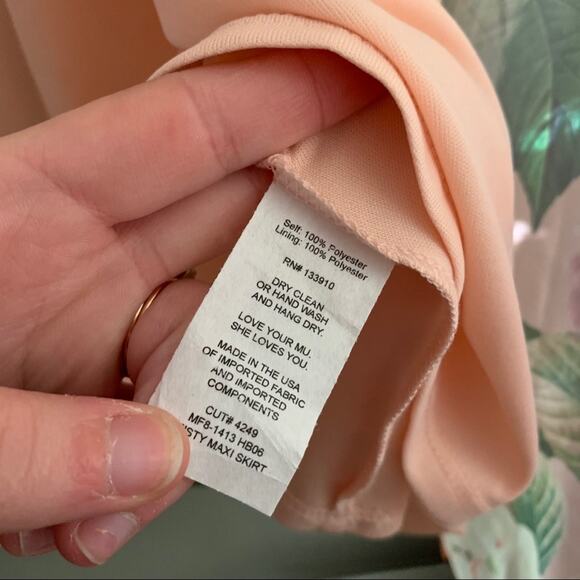 Self: 100% Polyester
Lining: 100% Polyester
RN# 133910
DRY CLEAN
OR HAND WASH
AND HANG DRY.
LOVE YOUR MU.
SHE LOVES YOU.
MADE IN THE USA
OF IMPORTED FABRIC
AND IMPORTED
COMPONENTS
CUT# 4249
MF8-1413 HB06
MAXI SKIRT